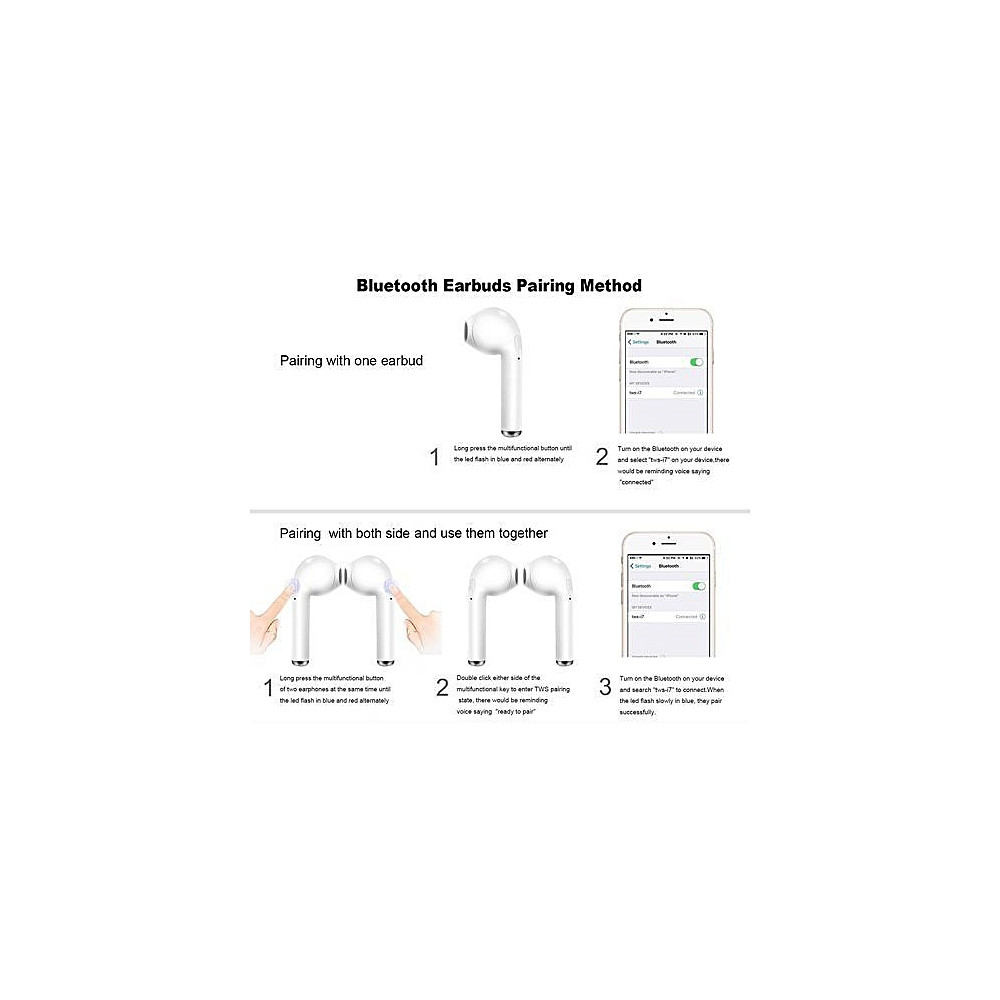 Bluetooth Earbuds Pairing Method
Pairing with one earbud
Settings Bluetooth
Bluetooth
Now discoverable as "iPhone"
MY DEVICES
tws-i7 Connected
1
Long press the multifunctional button until
the led flash in blue and red alternately
2
Turn on the Bluetooth on your device
and select "tws-i7" on your device,there
would be reminding voice saying
"connected"
Pairing with both side and use them together
Settings Bluetooth
Bluetooth
Now discoverable as "iPhone"
MY DEVICES
tws-i7 Connected
1
Long press the multifunctional button
of two earphones at the same time until
the led flash in blue and red alternately
2
Double click either side of the
multifunctional key to enter TWS pairing
state, there would be reminding
voice saying "ready to pair"
3
Turn on the Bluetooth on your device
and search "tws-i7" to connect.When
the led flash slowly in blue, they pair
successfully.